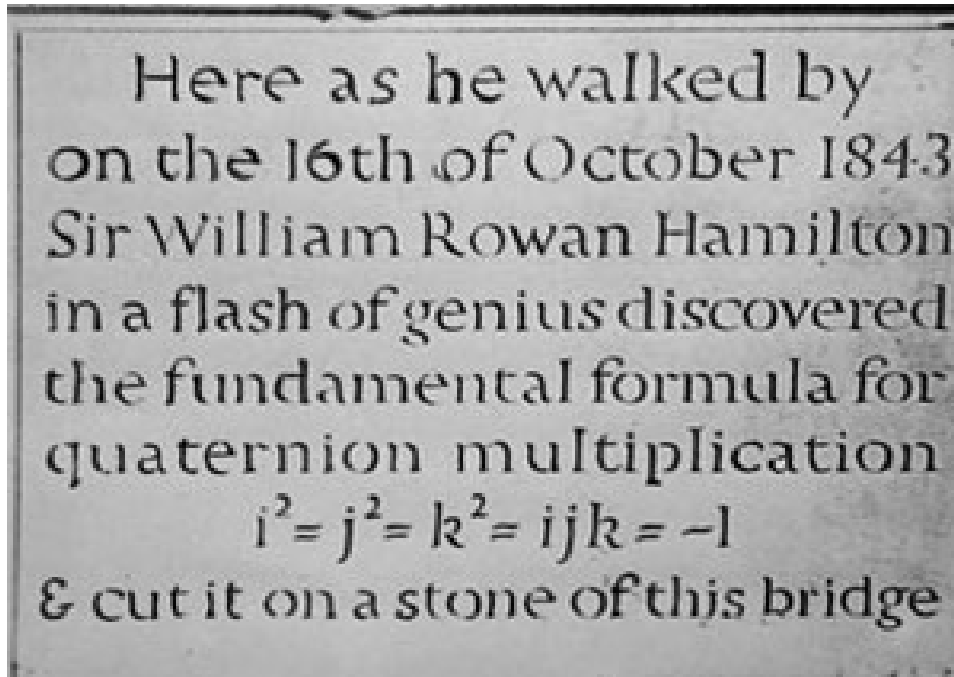 Here as he walked by
on the 16th of October 1843
Sir William Rowan Hamilton
in a flash of genius discovered
the fundamental formula for
quaternion multiplication
i² = j² = k² = ijk = −1
& cut it on a stone of this bridge